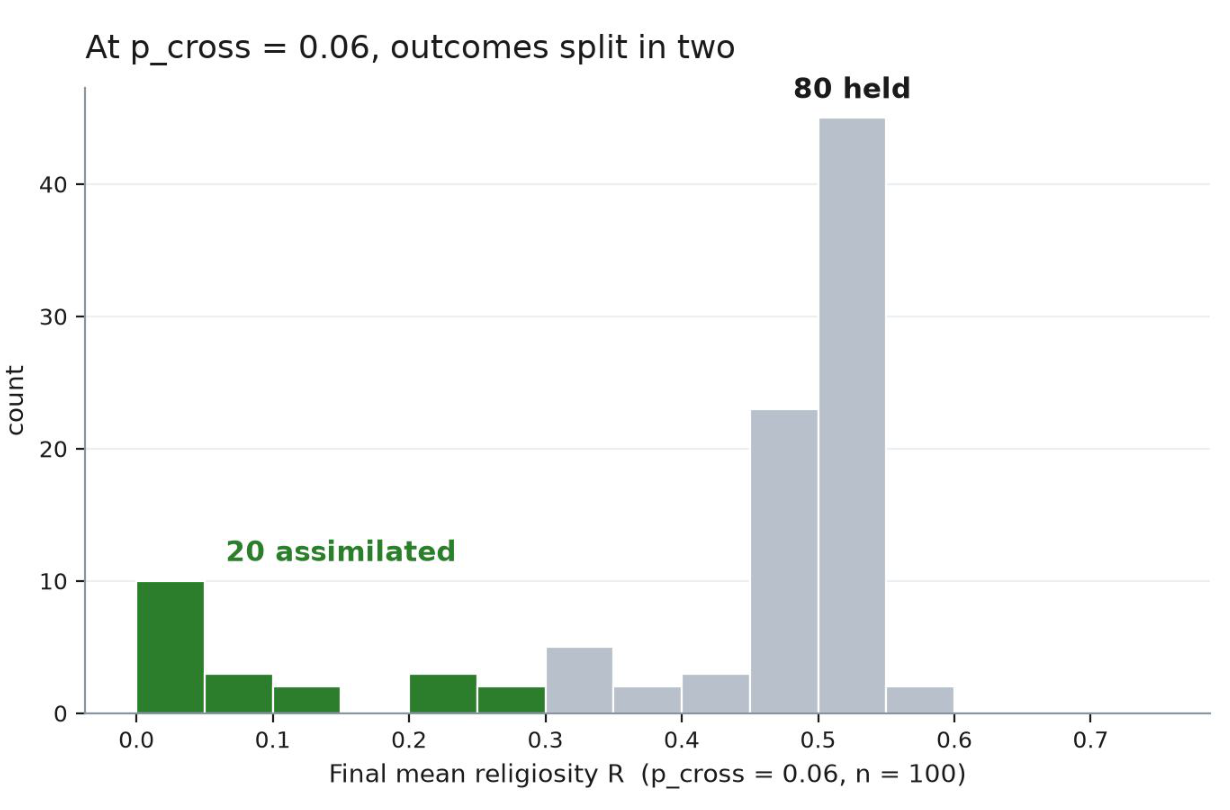 At p_cross = 0.06, outcomes split in two
80 held
40
30
count
20
20 assimilated
10
0
0.0 0.1 0.2 0.3 0.4 0.5 0.6 0.7
Final mean religiosity R (p_cross = 0.06, n = 100)